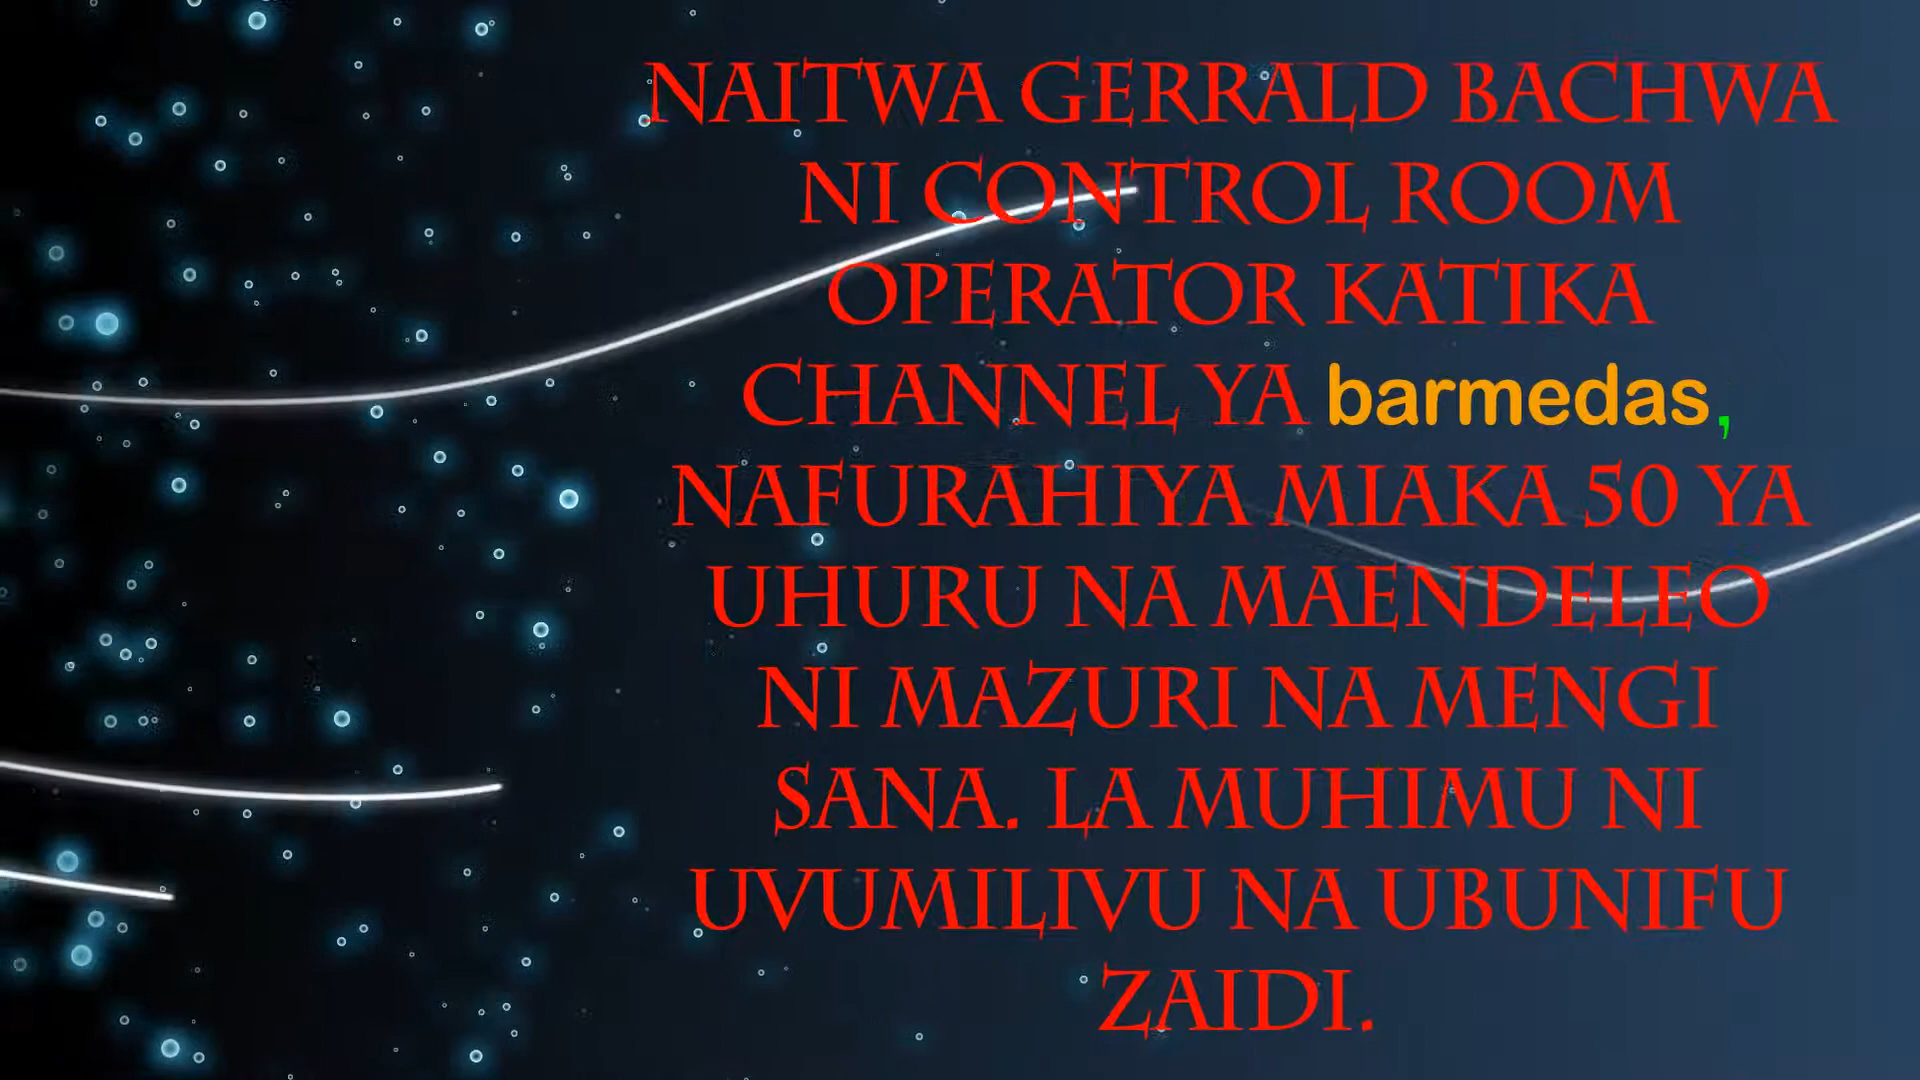 NAITWA GERRALD BACHWA
NI CONTROL ROOM
OPERATOR KATIKA
CHANNEL YA barmedas,
NAFURAHIYA MIAKA 50 YA
UHURU NA MAENDELEO
NI MAZURI NA MENGI
SANA. LA MUHIMU NI
UVUMILIVU NA UBUNIFU
ZAIDI.